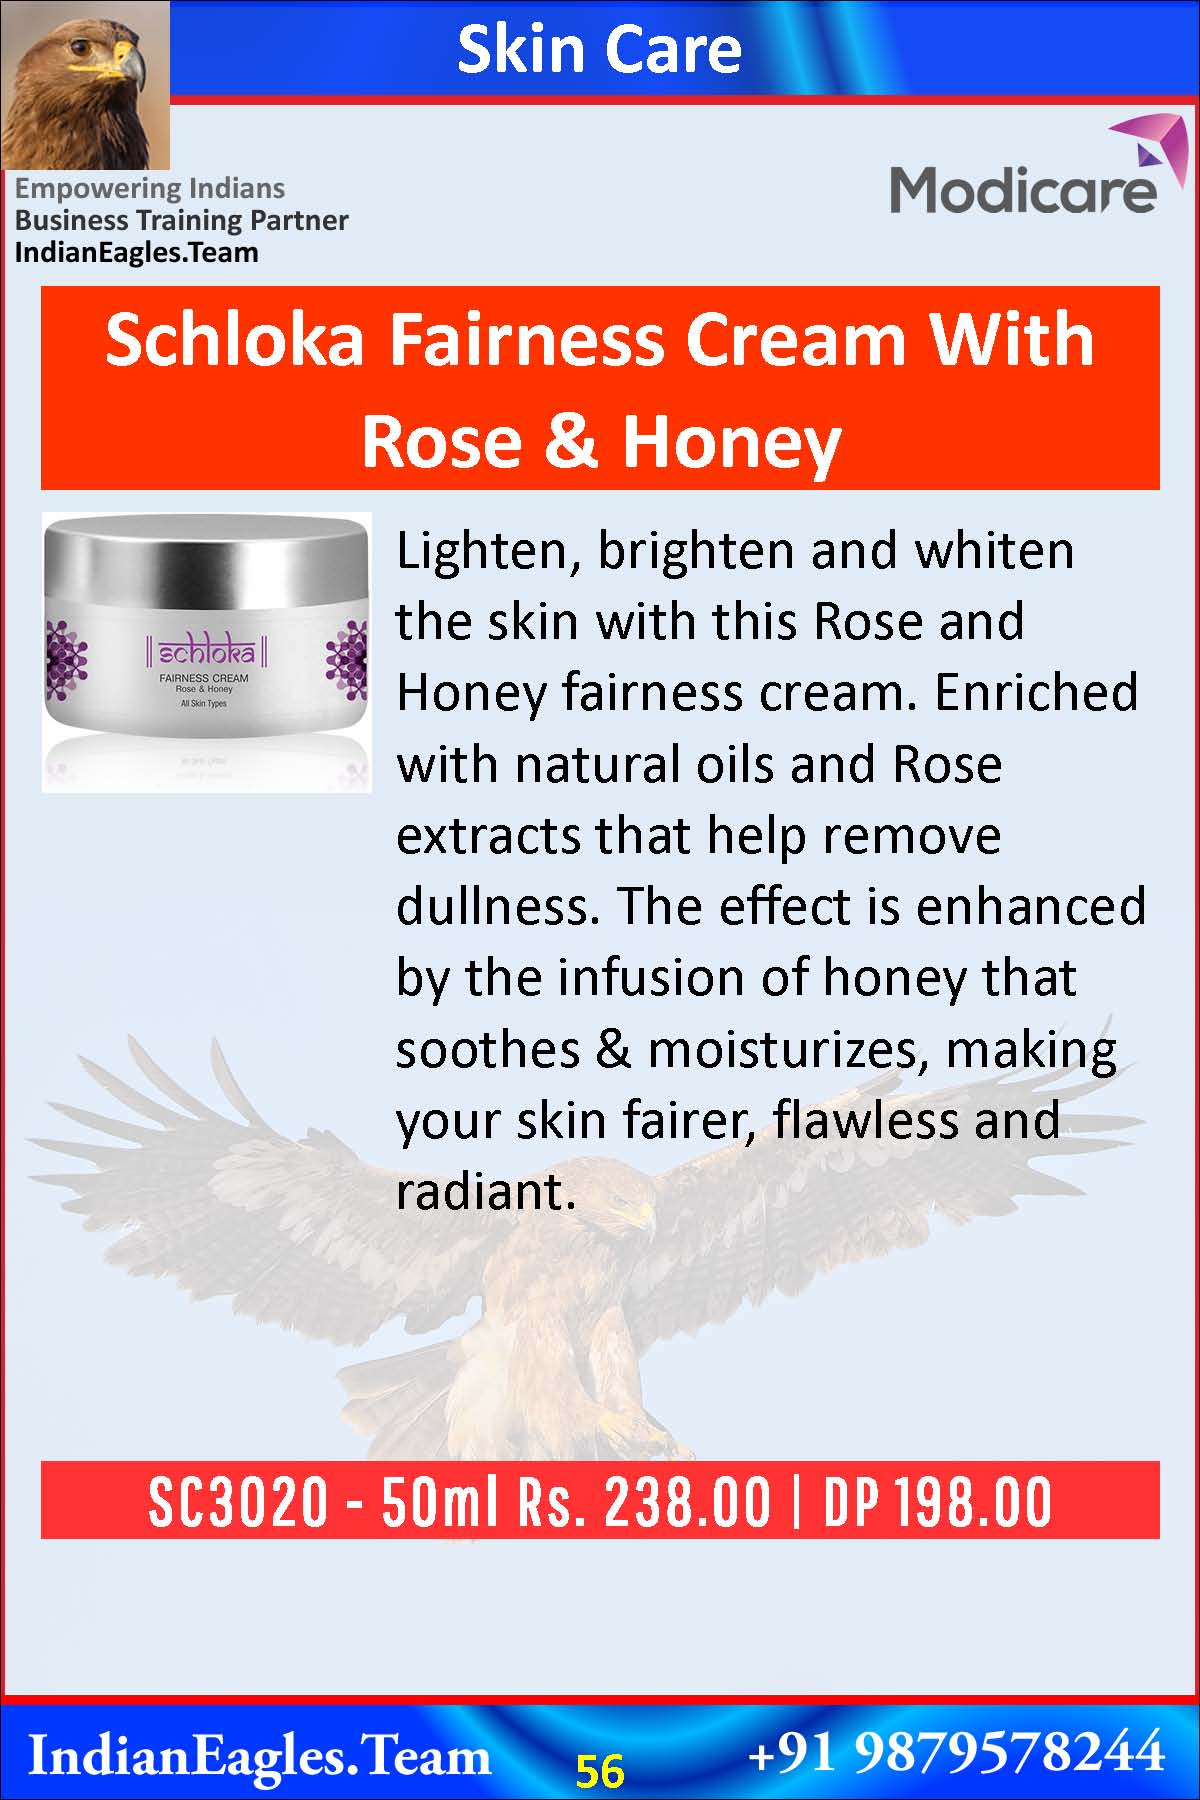 Skin Care
Empowering Indians
Business Training Partner
IndianEagles.Team
Modicare
Schloka Fairness Cream With
Rose & Honey
schloka
FAIRNESS CREAM
Rose & Honey
All Skin Types
Lighten, brighten and whiten
the skin with this Rose and
Honey fairness cream. Enriched
with natural oils and Rose
extracts that help remove
dullness. The effect is enhanced
by the infusion of honey that
soothes & moisturizes, making
your skin fairer, flawless and
radiant.
SC3020 - 50ml Rs. 238.00 | DP 198.00
IndianEagles.Team
56
+91 9879578244